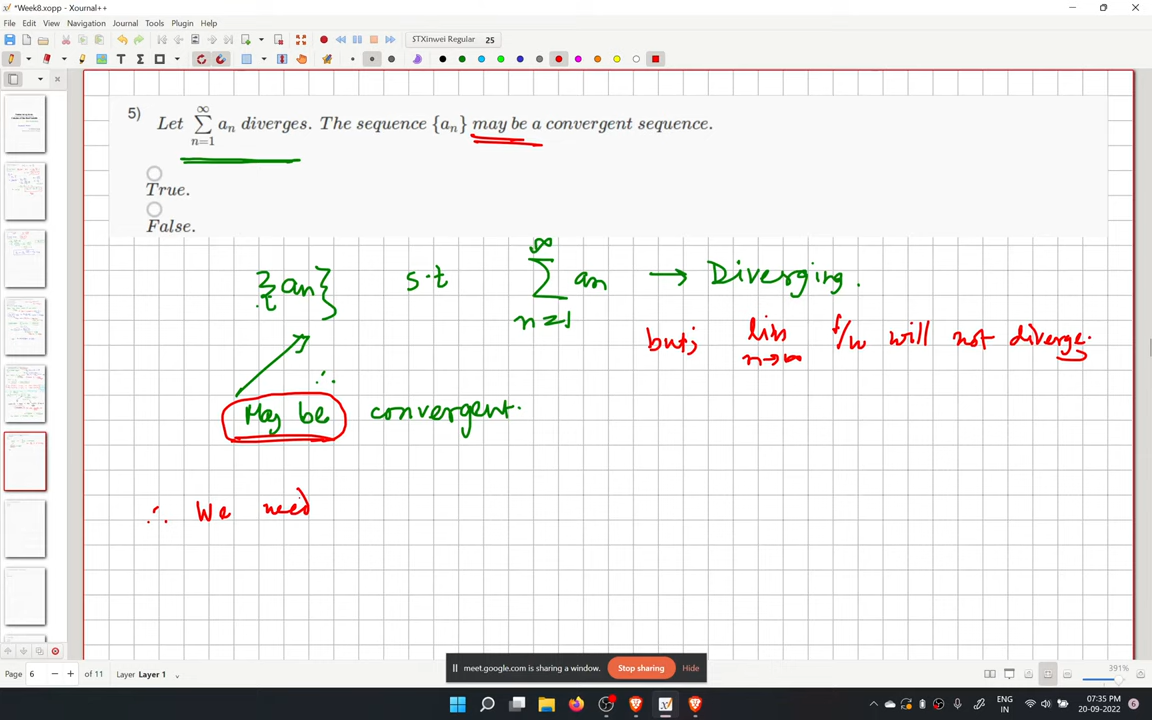 *Week8.xopp - Xournal++
File Edit View Navigation Journal Tools Plugin Help
STXinwei Regular 25
5) Let ∑_{n=1}^{∞} a_n diverges. The sequence {a_n} may be a convergent sequence.
True.
False.
{an} s.t ∑_{n=1}^{∞} an → Diverging.
but; lim_{n→∞} will not diverge.
∴
May be convergent.
∴ We need
meet.google.com is sharing a window. Stop sharing Hide
Page 6 of 11 Layer Layer 1 391%
ENG IN 07:35 PM 20-09-2022 6